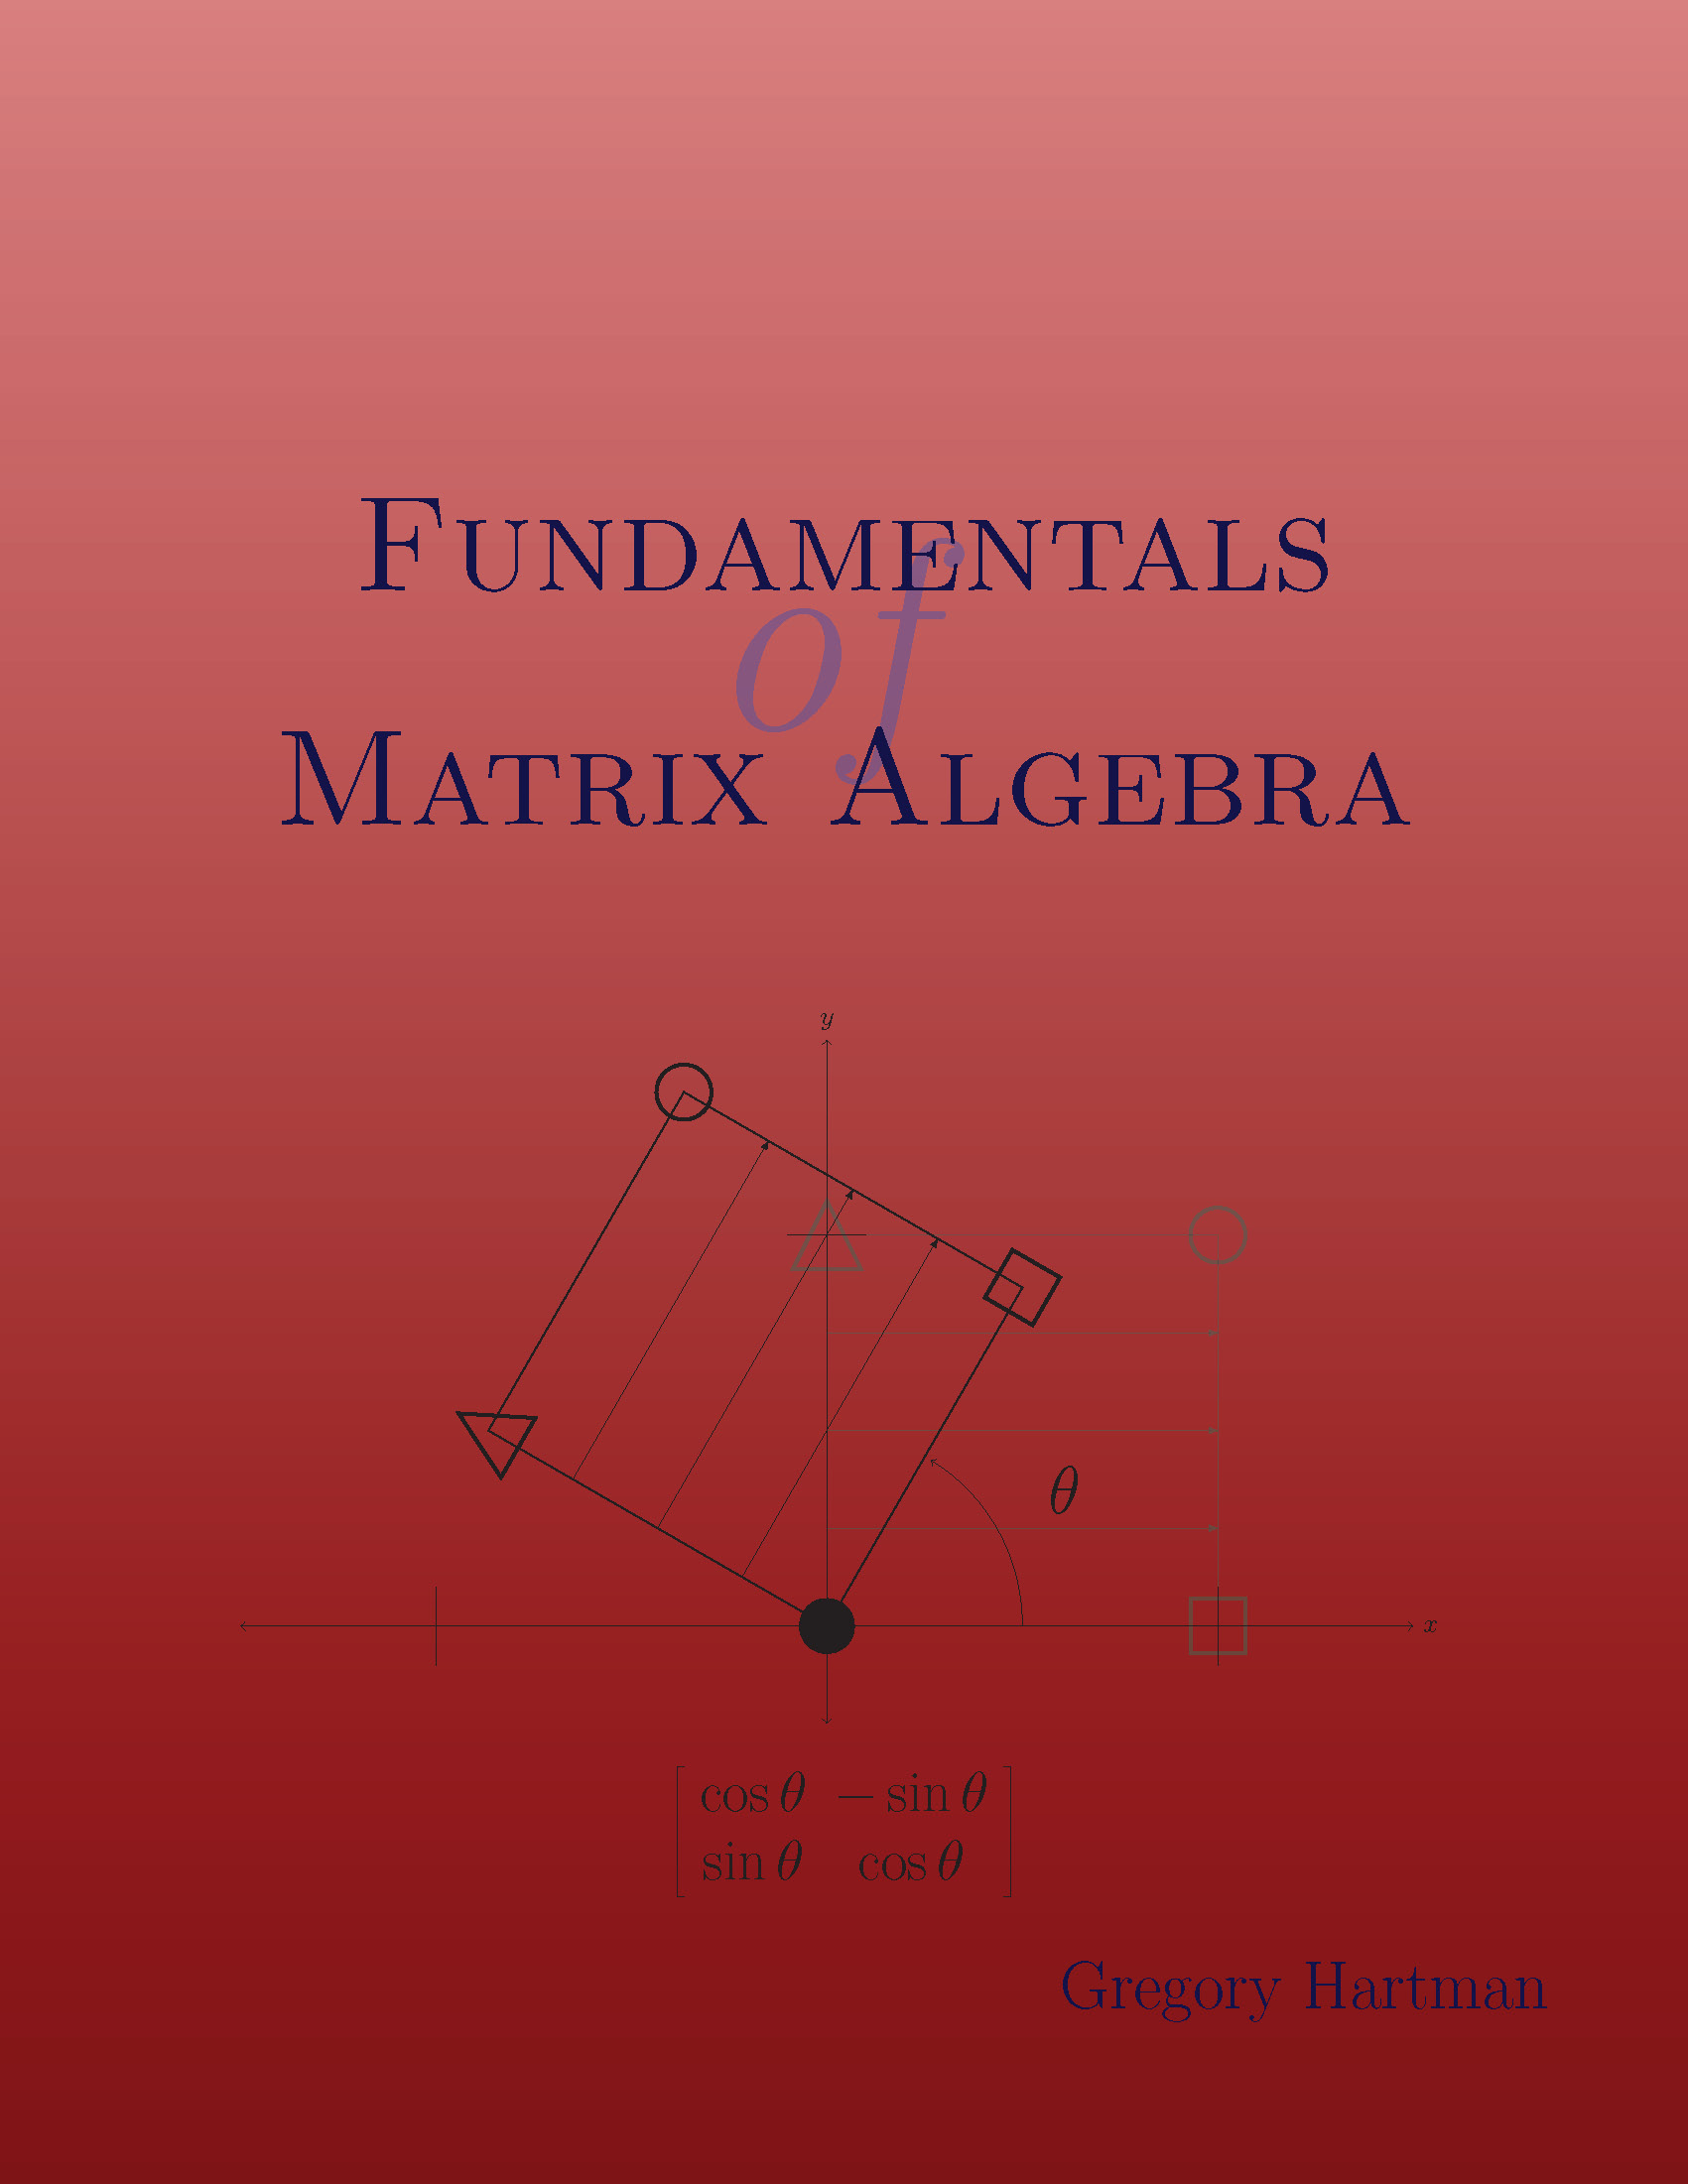 Fundamentals
of
Matrix Algebra
y
θ
x
cos θ − sin θ
sin θ cos θ
Gregory Hartman